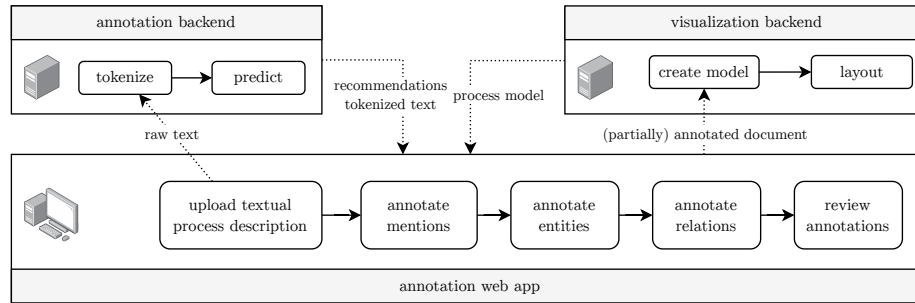 annotation backend
visualization backend
tokenize
predict
create model
layout
recommendations
tokenized text
process model
raw text
(partially) annotated document
upload textual
process description
annotate
mentions
annotate
entities
annotate
relations
review
annotations
annotation web app